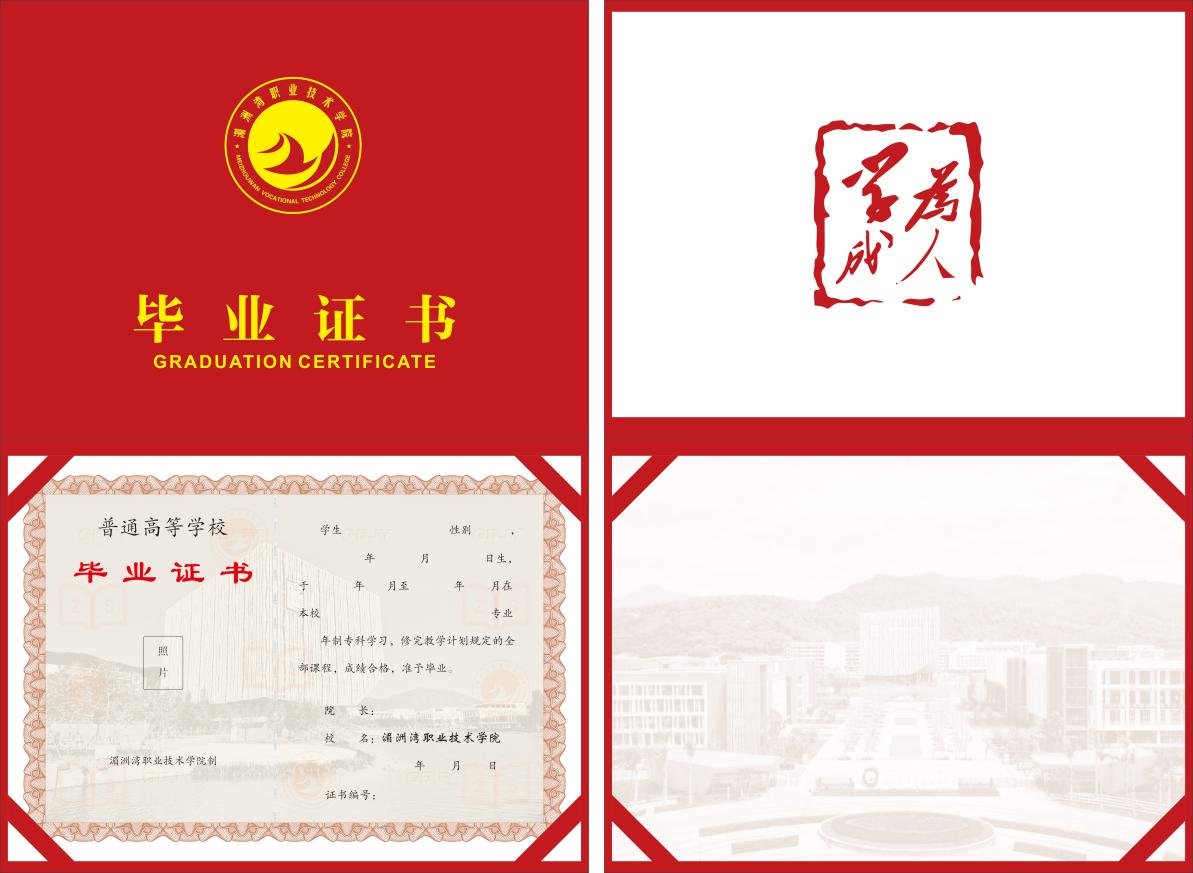 湄洲湾职业技术学院
MEIZHOUWAN VOCATIONAL TECHNOLOGY COLLEGE
毕业证书
GRADUATION CERTIFICATE
学为
成人
普通高等学校
毕业证书
照
片
湄洲湾职业技术学院制
学生 性别 ，
年 月 日生，
于 年 月至 年 月在
本校 专业
年制专科学习，修完教学计划规定的全
部课程，成绩合格，准予毕业。
院 长：
校 名：湄洲湾职业技术学院
年 月 日
证书编号：